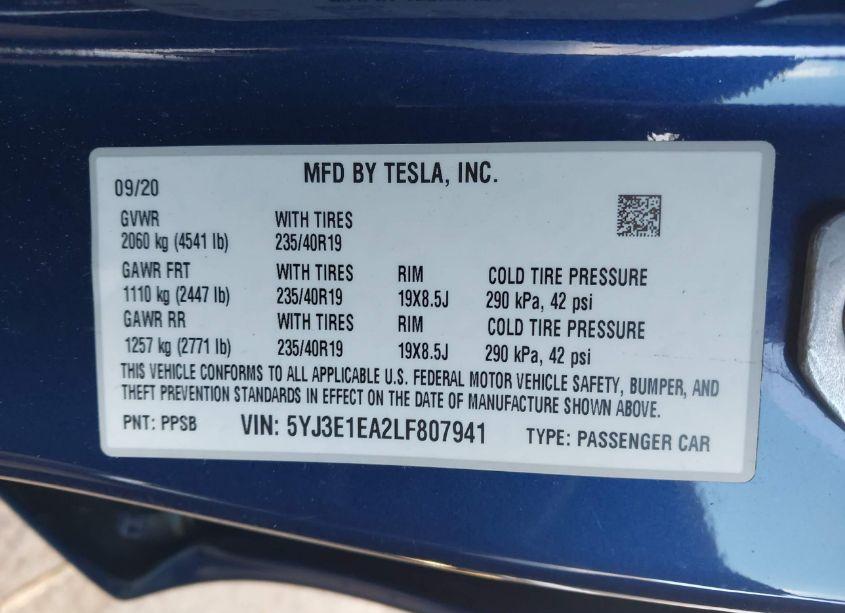 MFD BY TESLA, INC.
09/20
GVWR WITH TIRES
2060 kg (4541 lb) 235/40R19
GAWR FRT WITH TIRES RIM COLD TIRE PRESSURE
1110 kg (2447 lb) 235/40R19 19X8.5J 290 kPa, 42 psi
GAWR RR WITH TIRES RIM COLD TIRE PRESSURE
1257 kg (2771 lb) 235/40R19 19X8.5J 290 kPa, 42 psi
THIS VEHICLE CONFORMS TO ALL APPLICABLE U.S. FEDERAL MOTOR VEHICLE SAFETY, BUMPER, AND
THEFT PREVENTION STANDARDS IN EFFECT ON THE DATE OF MANUFACTURE SHOWN ABOVE.
PNT: PPSB VIN: 5YJ3E1EA2LF807941 TYPE: PASSENGER CAR